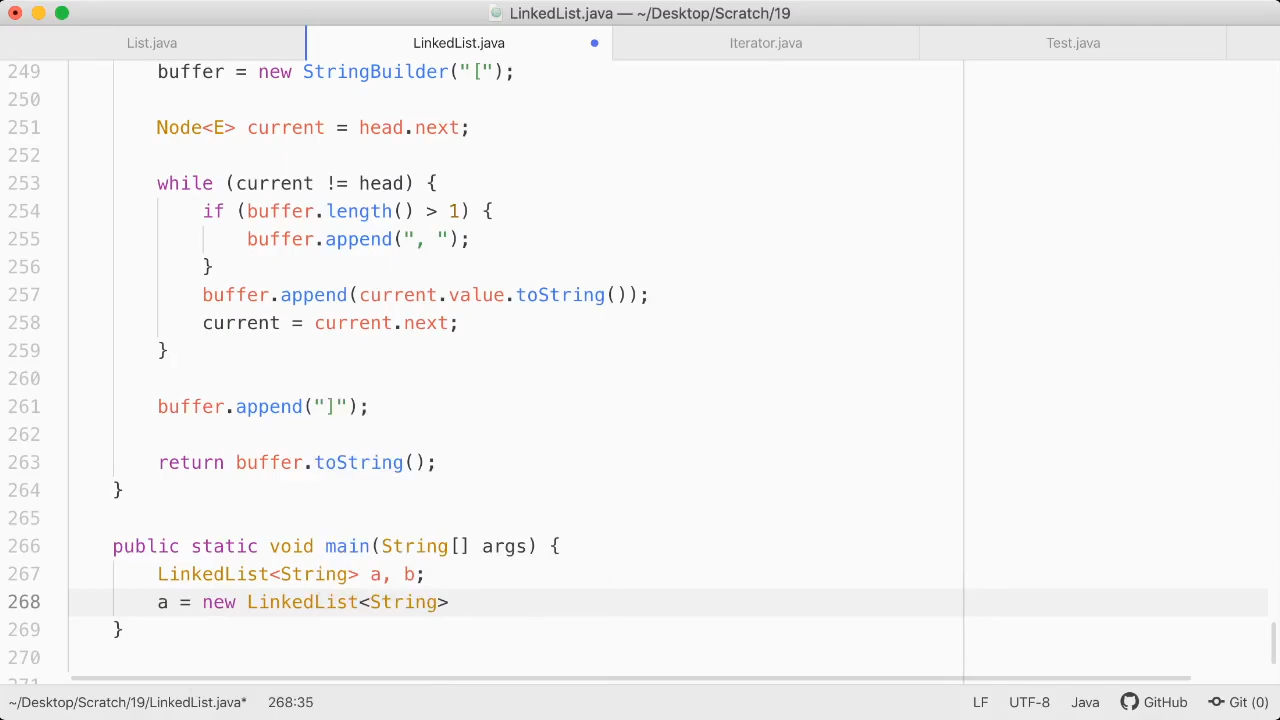 LinkedList.java — ~/Desktop/Scratch/19
List.java LinkedList.java Iterator.java Test.java
249 buffer = new StringBuilder("[");
250
251 Node<E> current = head.next;
252
253 while (current != head) {
254 if (buffer.length() > 1) {
255 buffer.append(", ");
256 }
257 buffer.append(current.value.toString());
258 current = current.next;
259 }
260
261 buffer.append("]");
262
263 return buffer.toString();
264 }
265
266 public static void main(String[] args) {
267 LinkedList<String> a, b;
268 a = new LinkedList<String>
269 }
270
271
~/Desktop/Scratch/19/LinkedList.java* 268:35 LF UTF-8 Java GitHub Git (0)